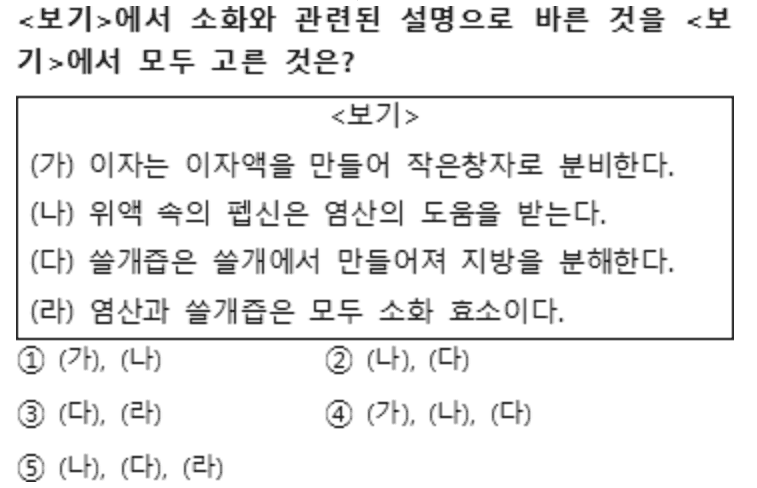 <보기>에서 소화와 관련된 설명으로 바른 것을 <보
기>에서 모두 고른 것은?
<보기>
(가) 이자는 이자액을 만들어 작은창자로 분비한다.
(나) 위액 속의 펩신은 염산의 도움을 받는다.
(다) 쓸개즙은 쓸개에서 만들어져 지방을 분해한다.
(라) 염산과 쓸개즙은 모두 소화 효소이다.
① (가), (나) ② (나), (다)
③ (다), (라) ④ (가), (나), (다)
⑤ (나), (다), (라)